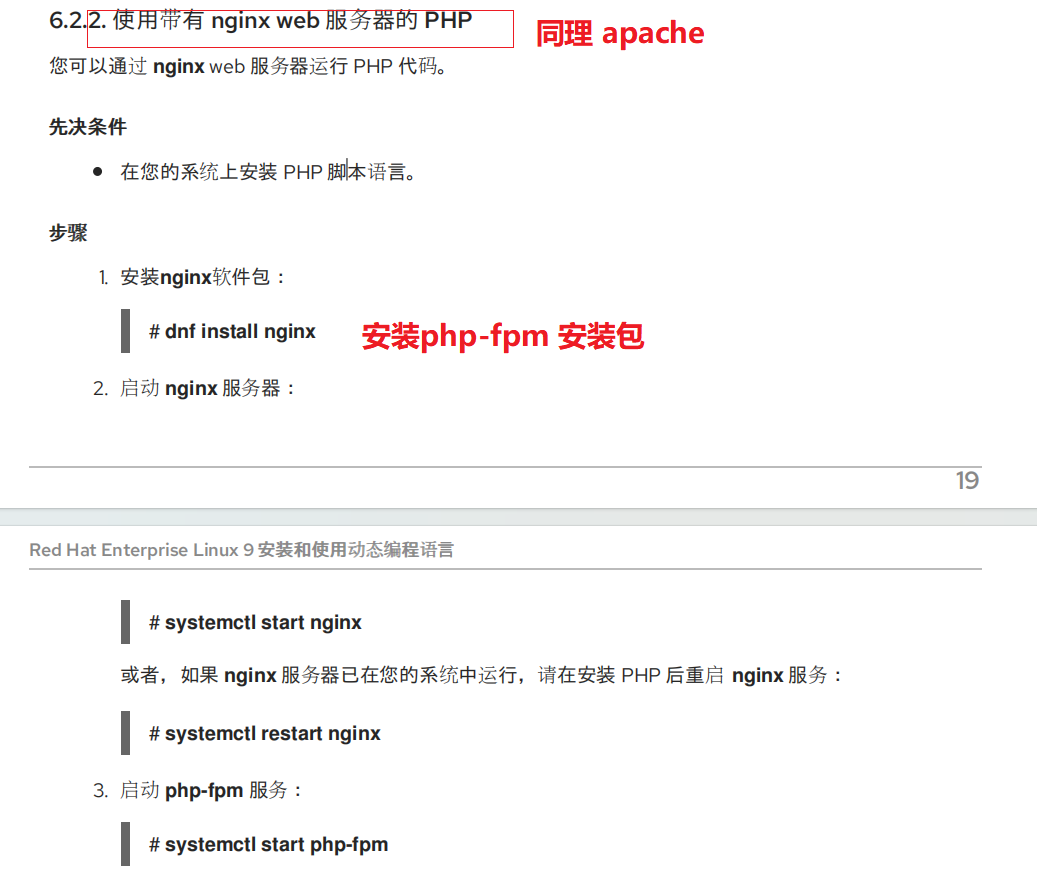 6.2.2. 使用带有 nginx web 服务器的 PHP
同理 apache
您可以通过 nginx web 服务器运行 PHP 代码。
先决条件
● 在您的系统上安装 PHP 脚本语言。
步骤
1. 安装nginx软件包：
# dnf install nginx
安装php-fpm 安装包
2. 启动 nginx 服务器：
19
Red Hat Enterprise Linux 9 安装和使用动态编程语言
# systemctl start nginx
或者，如果 nginx 服务器已在您的系统中运行，请在安装 PHP 后重启 nginx 服务：
# systemctl restart nginx
3. 启动 php-fpm 服务：
# systemctl start php-fpm